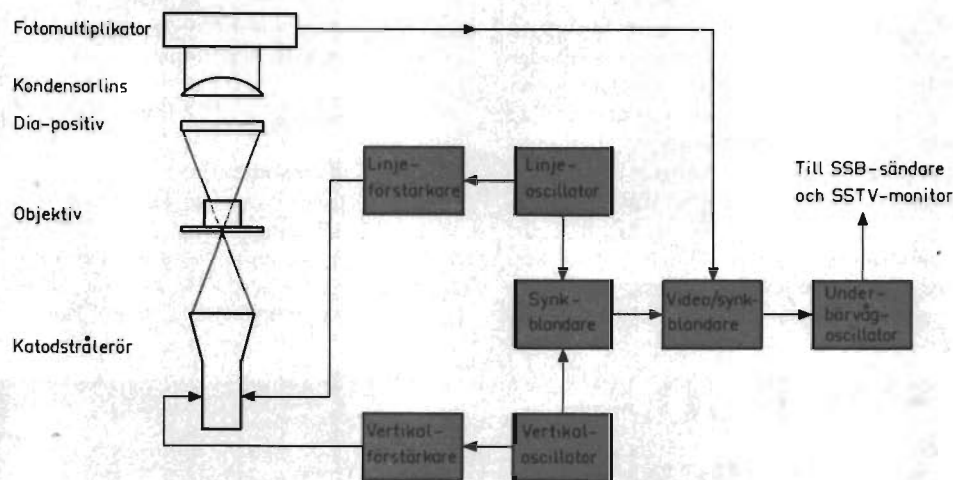 Fotomultiplikator
Kondensorlins
Dia-positiv
Objektiv
Katodstrålerör
Linje-
förstärkare
Linje-
oscillator
Till SSB-sändare
och SSTV-monitor
Synk-
blandare
Video/synk-
blandare
Under-
bärvåg-
oscillator
Vertikal-
förstärkare
Vertikal-
oscillator